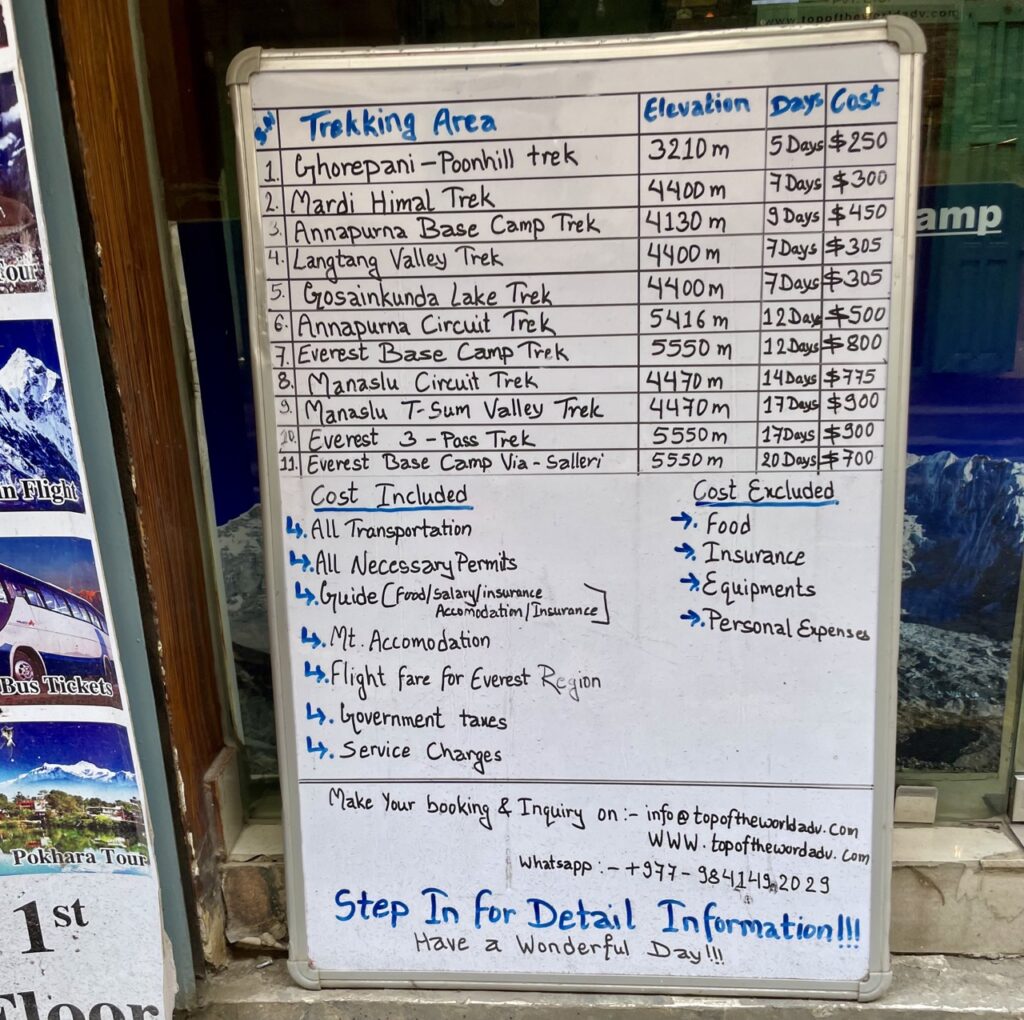 www.topoftheworldadv.com
S.N Trekking Area Elevation Days Cost
1. Ghorepani - Poonhill trek 3210 m 5 Days $250
2. Mardi Himal Trek 4400 m 7 Days $300
3. Annapurna Base Camp Trek 4130 m 9 Days $450
4. Langtang Valley Trek 4400 m 7 Days $305
5. Gosainkunda Lake Trek 4400 m 7 Days $305
6. Annapurna Circuit Trek 5416 m 12 Days $500
7. Everest Base Camp Trek 5550 m 12 Days $800
8. Manaslu Circuit Trek 4470 m 14 Days $775
9. Manaslu T-Sum Valley Trek 4470 m 17 Days $900
10. Everest 3 - Pass Trek 5550 m 17 Days $900
11. Everest Base Camp Via - Salleri 5550 m 20 Days $700
Cost Included
All Transportation
All Necessary Permits
Guide [Food/salary/insurance
Accomodation/Insurance]
Mt. Accomodation
Flight fare for Everest Region
Government taxes
Service Charges
Cost Excluded
Food
Insurance
Equipments
Personal Expenses
Make Your booking & Inquiry on :- info@topoftheworldadv.com
WWW.topofthewordadv.com
Whatsapp :- +977-9841492029
Step In For Detail Information!!!
Have a Wonderful Day!!!
our
n Flight
Bus Tickets
Pokhara Tour
1st
Floor
amp